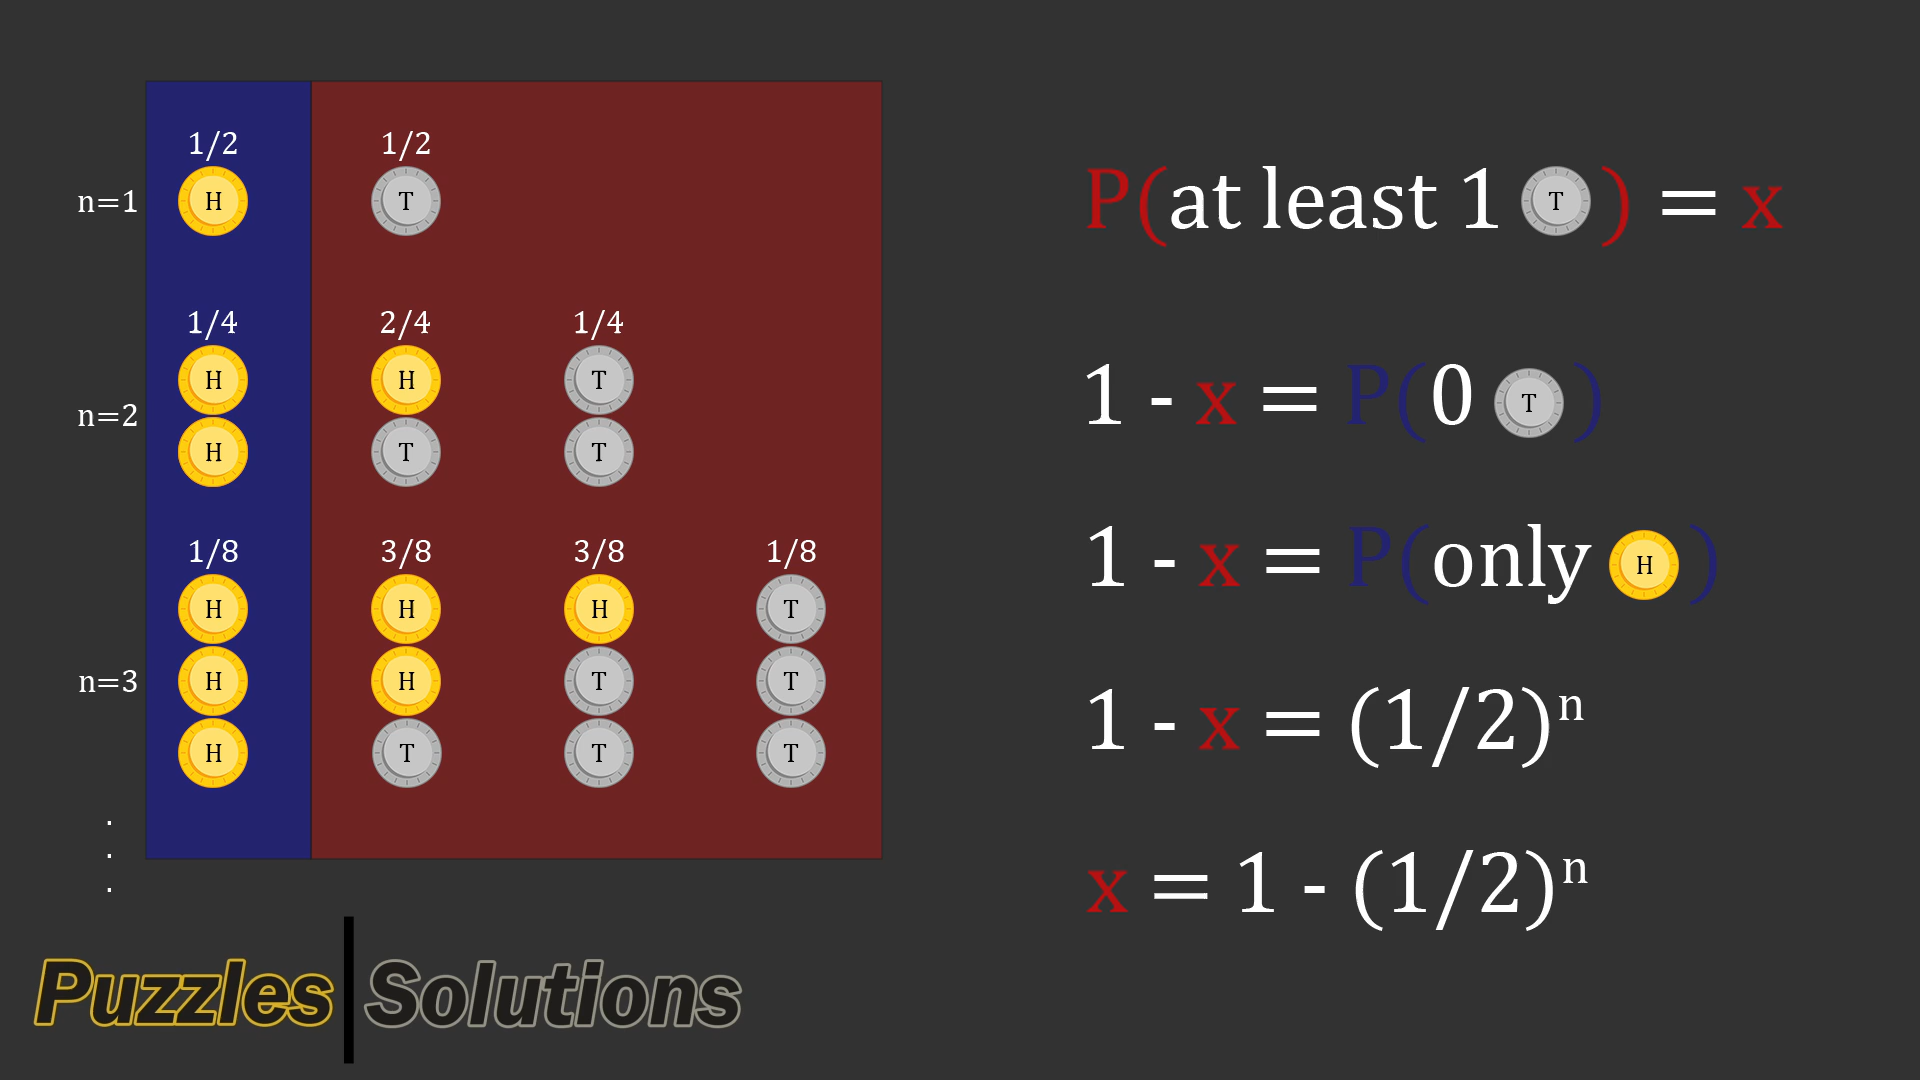 1/2 1/2
n=1 H T
1/4 2/4 1/4
H H T
n=2
H T T
1/8 3/8 3/8 1/8
H H H T
n=3 H H T T
H T T T
.
.
.
P(at least 1 T) = x
1 - x = P(0 T)
1 - x = P(only H)
1 - x = (1/2)ⁿ
x = 1 - (1/2)ⁿ
Puzzles Solutions